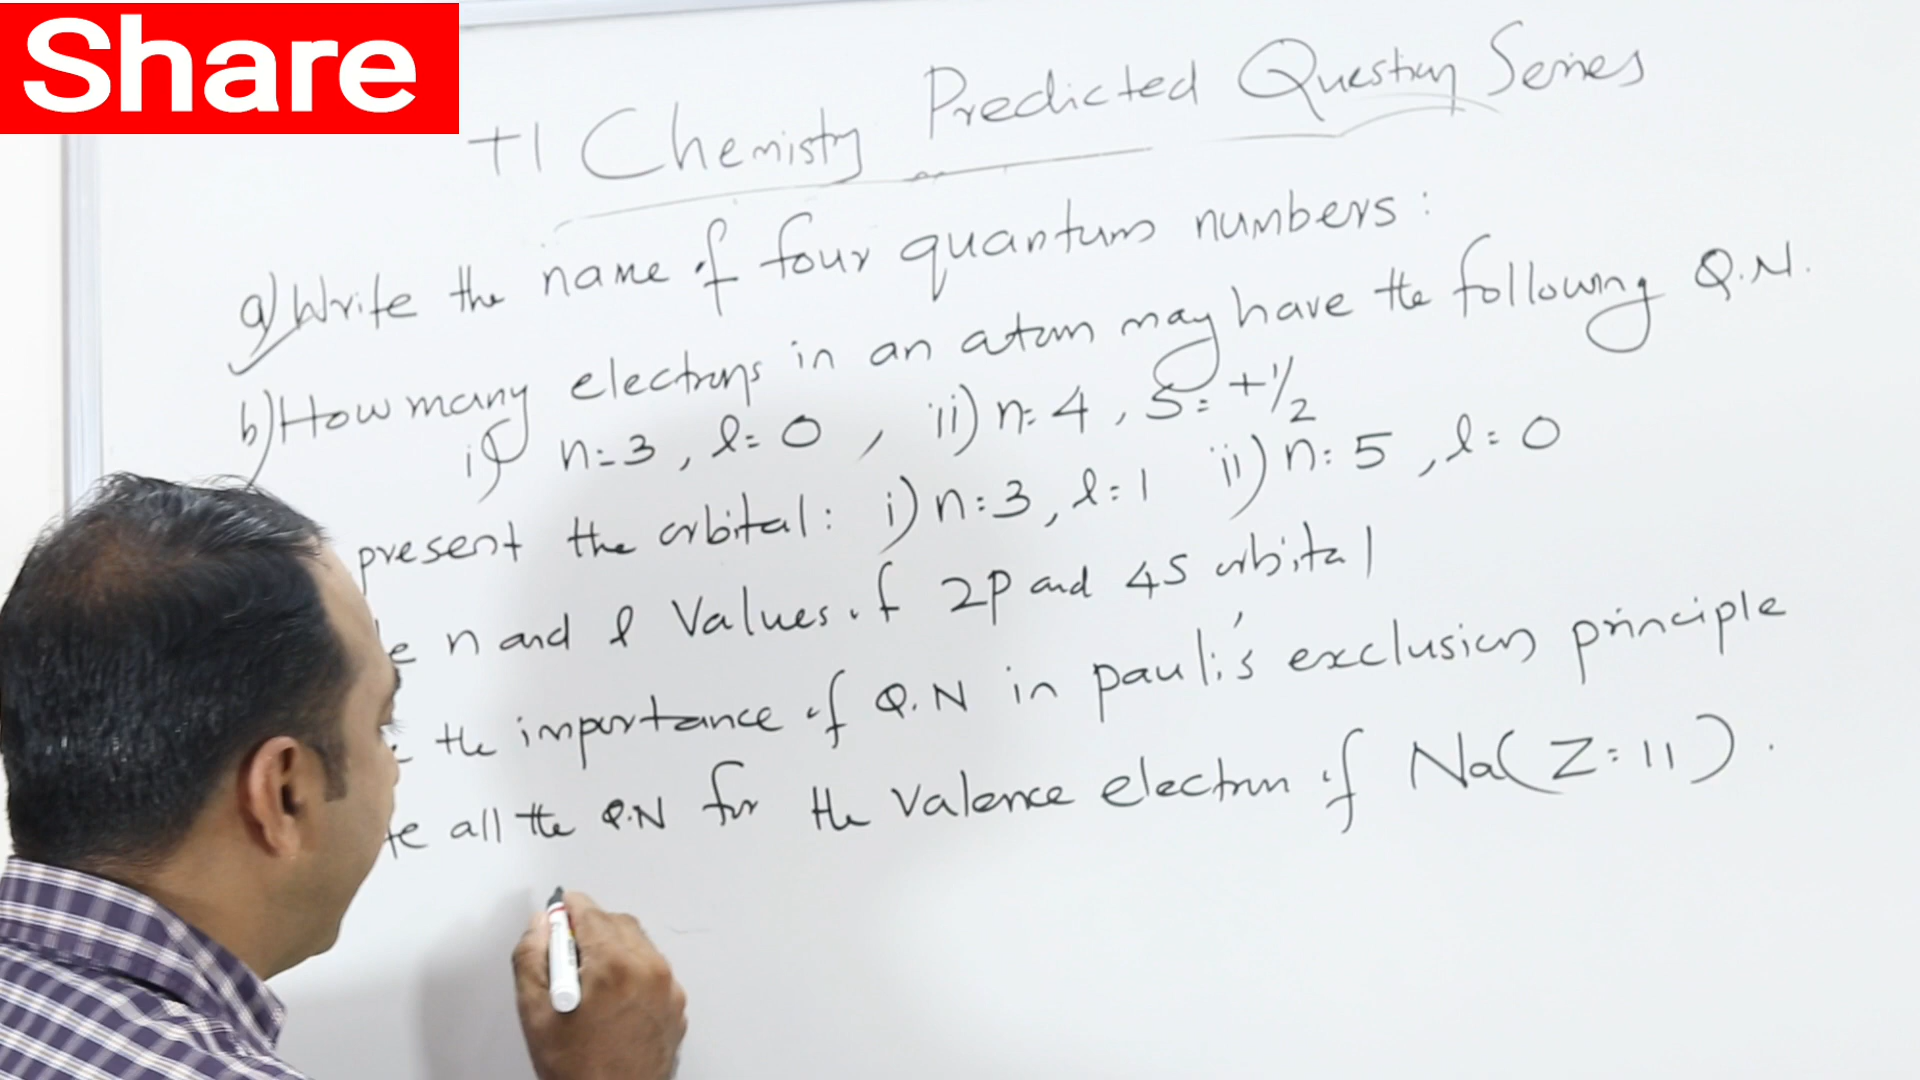 Share
+1 Chemistry Predicted Question Series
a) Write the name of four quantum numbers:
b) How many electrons in an atom may have the following Q.N.
i) n=3, l=0, ii) n=4, S=+1/2
present the orbital: i) n=3, l=1 ii) n=5, l=0
n and l Values of 2p and 4s orbital
the importance of Q.N in pauli's exclusion principle
all the Q.N for the Valence electron of Na(Z=11).